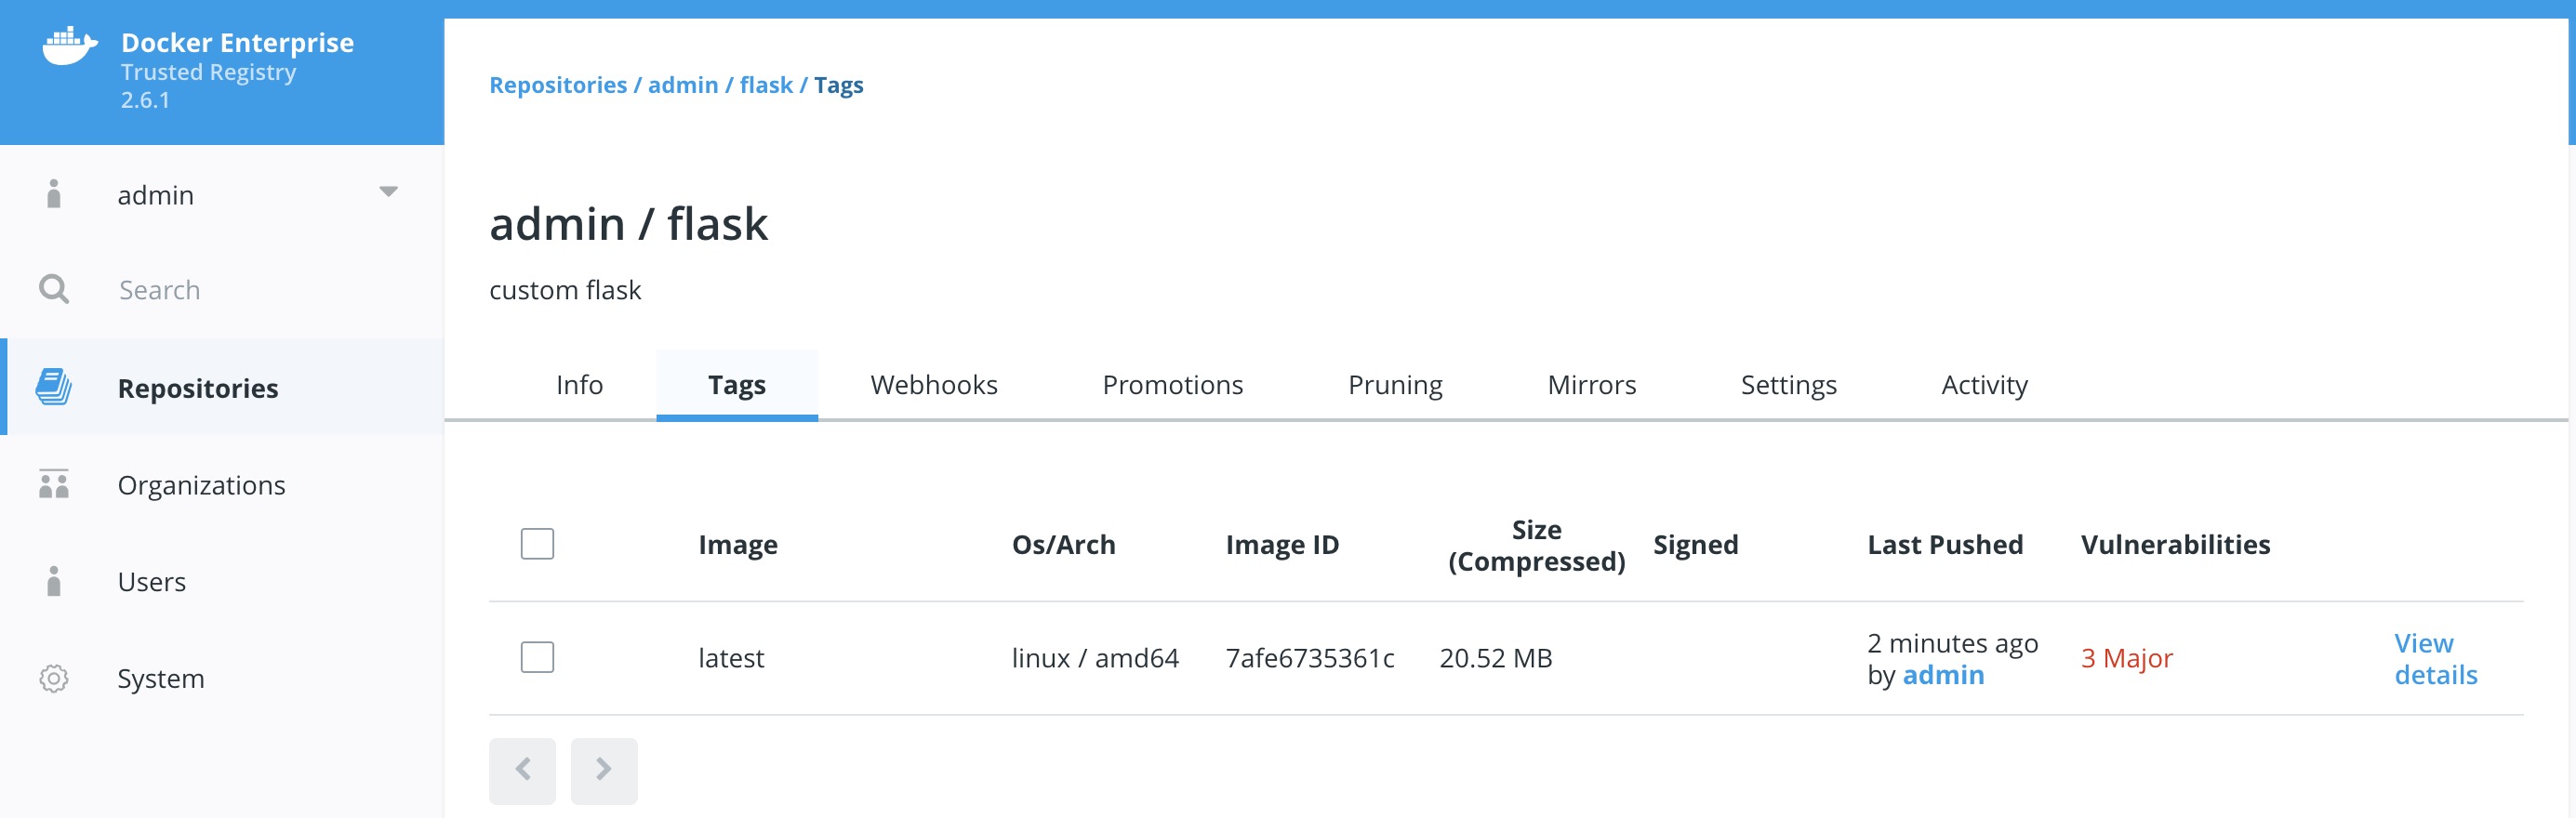 Docker Enterprise
Trusted Registry
2.6.1
admin
Search
Repositories
Organizations
Users
System
Repositories / admin / flask / Tags
admin / flask
custom flask
Info Tags Webhooks Promotions Pruning Mirrors Settings Activity
Image Os/Arch Image ID Size (Compressed) Signed Last Pushed Vulnerabilities
latest linux / amd64 7afe6735361c 20.52 MB 2 minutes ago by admin 3 Major View details